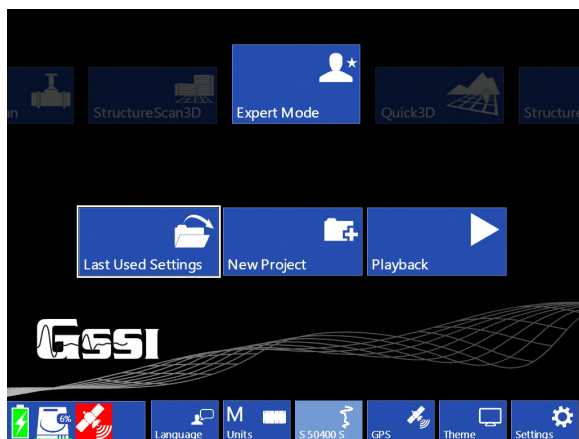 an
StructureScan3D
Expert Mode
Quick3D
Structure
Last Used Settings
New Project
Playback
GSSI
6%
Language
M
Units
S 50400 S
GPS
Theme
Settings